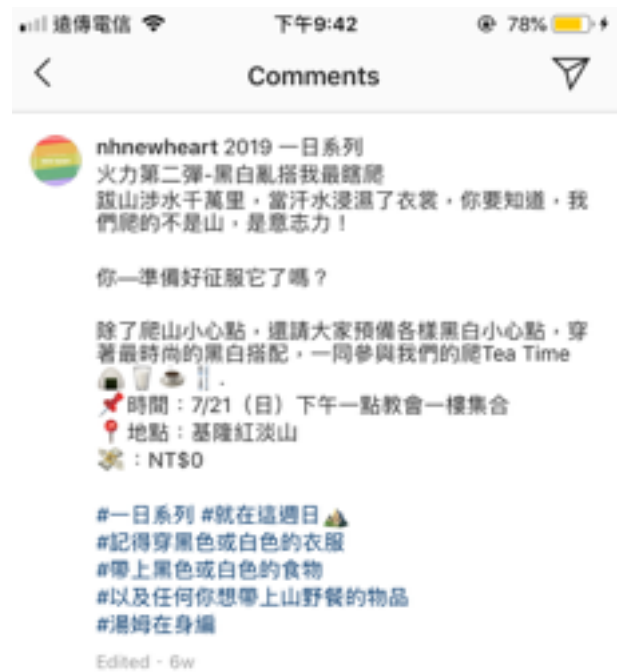 遠傳電信 下午9:42 78%
Comments
nhnewheart 2019 一日系列
火力第二彈-黑白亂搭我最瞎爬
跋山涉水千萬里,當汗水浸濕了衣裳,你要知道,我
們爬的不是山,是意志力!
你—準備好征服它了嗎?
除了爬山小心點,還請大家預備各樣黑白小心點,穿
著最時尚的黑白搭配,一同參與我們的爬Tea Time
🍙🥛☕🍴.
📌時間:7/21(日)下午一點教會一樓集合
📍地點:基隆紅淡山
💸:NT$0
#一日系列 #就在這週日🏕
#記得穿黑色或白色的衣服
#帶上黑色或白色的食物
#以及任何你想帶上山野餐的物品
#湯姆在身編
Edited · 6w